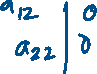 a₁₂ | 0
a₂₂ | 0